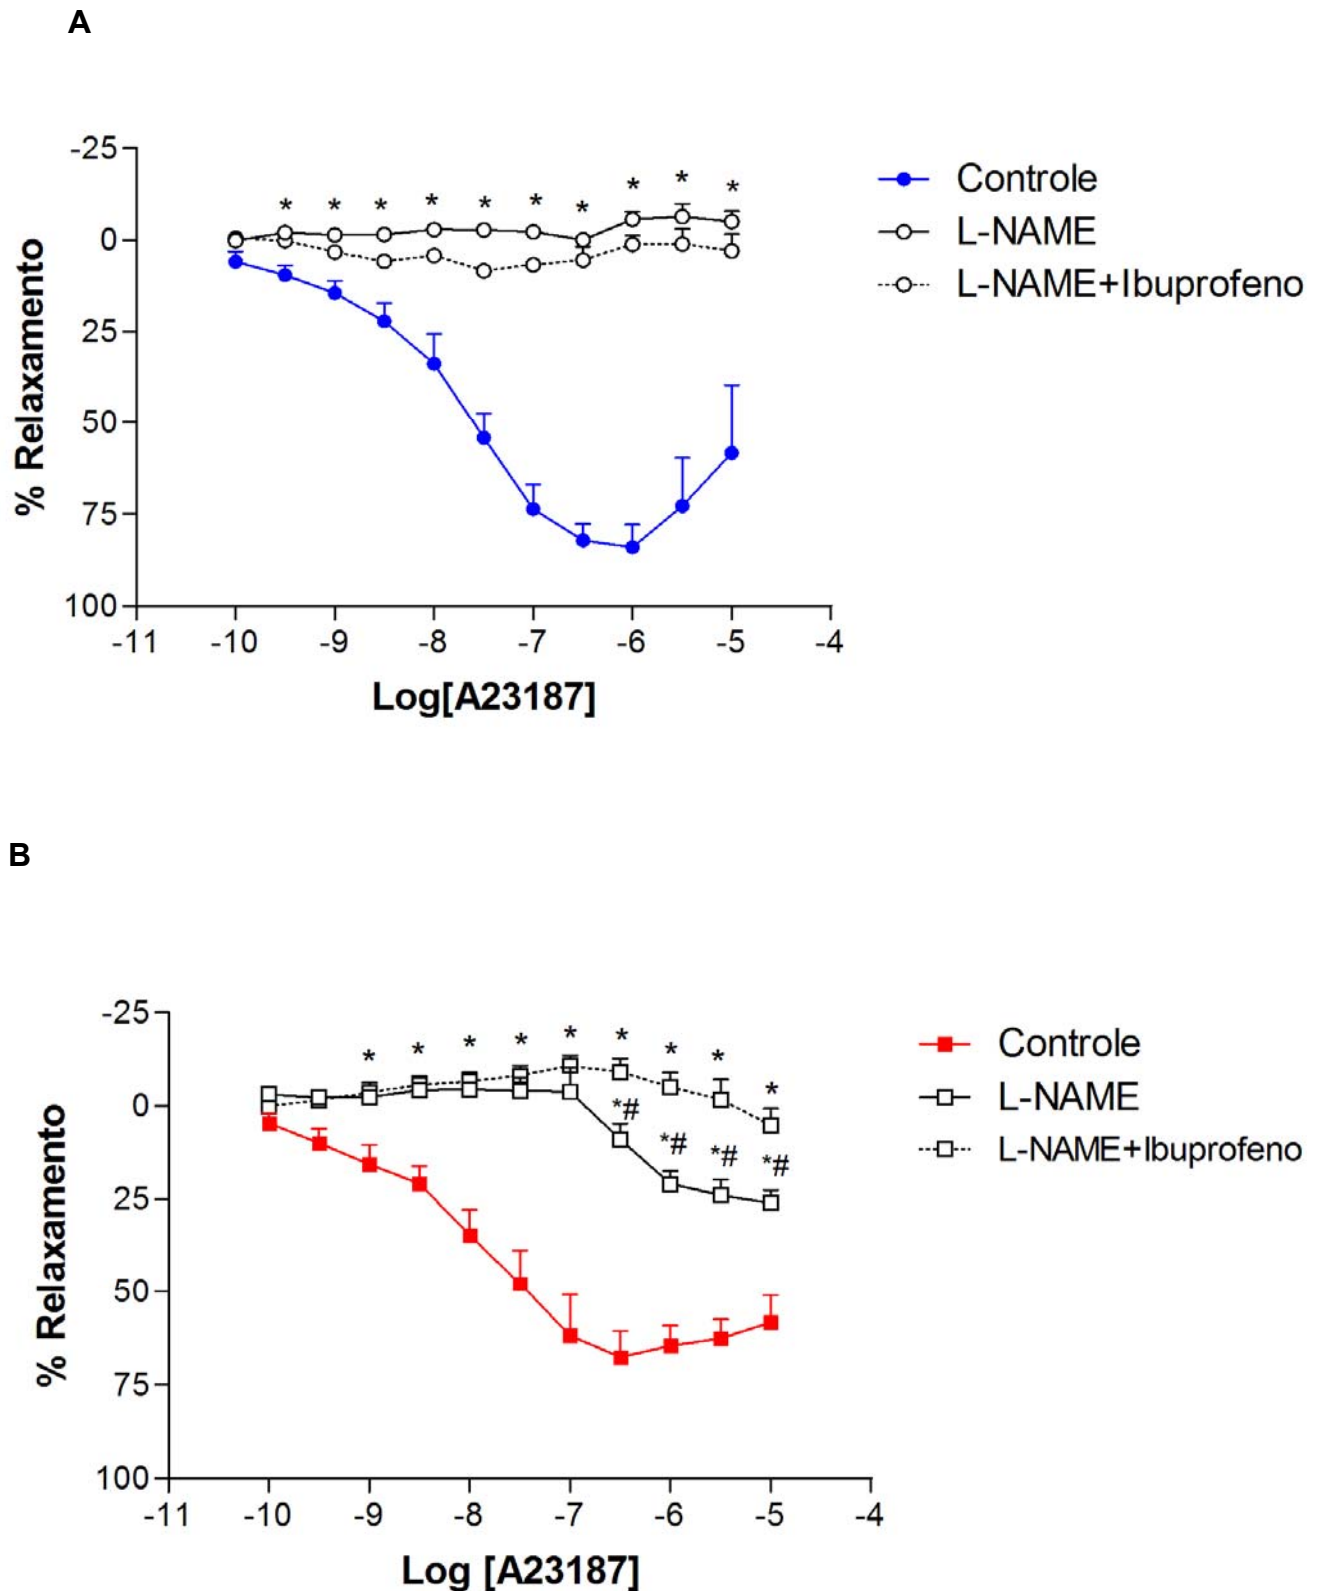 A
-25
0
25
50
75
100
% Relaxamento
* * * * * * * * * *
-11 -10 -9 -8 -7 -6 -5 -4
Log[A23187]
Controle
L-NAME
L-NAME+Ibuprofeno
B
-25
0
25
50
75
100
% Relaxamento
* * * * * * * * *
*# *# *# *#
-11 -10 -9 -8 -7 -6 -5 -4
Log [A23187]
Controle
L-NAME
L-NAME+Ibuprofeno